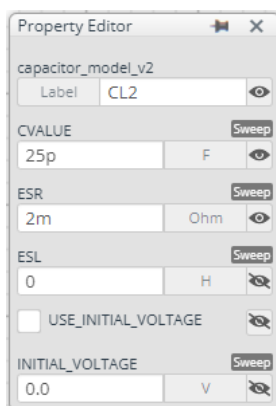 Property Editor
capacitor_model_v2
Label CL2
CVALUE Sweep
25p F
ESR Sweep
2m Ohm
ESL Sweep
0 H
USE_INITIAL_VOLTAGE
INITIAL_VOLTAGE Sweep
0.0 V